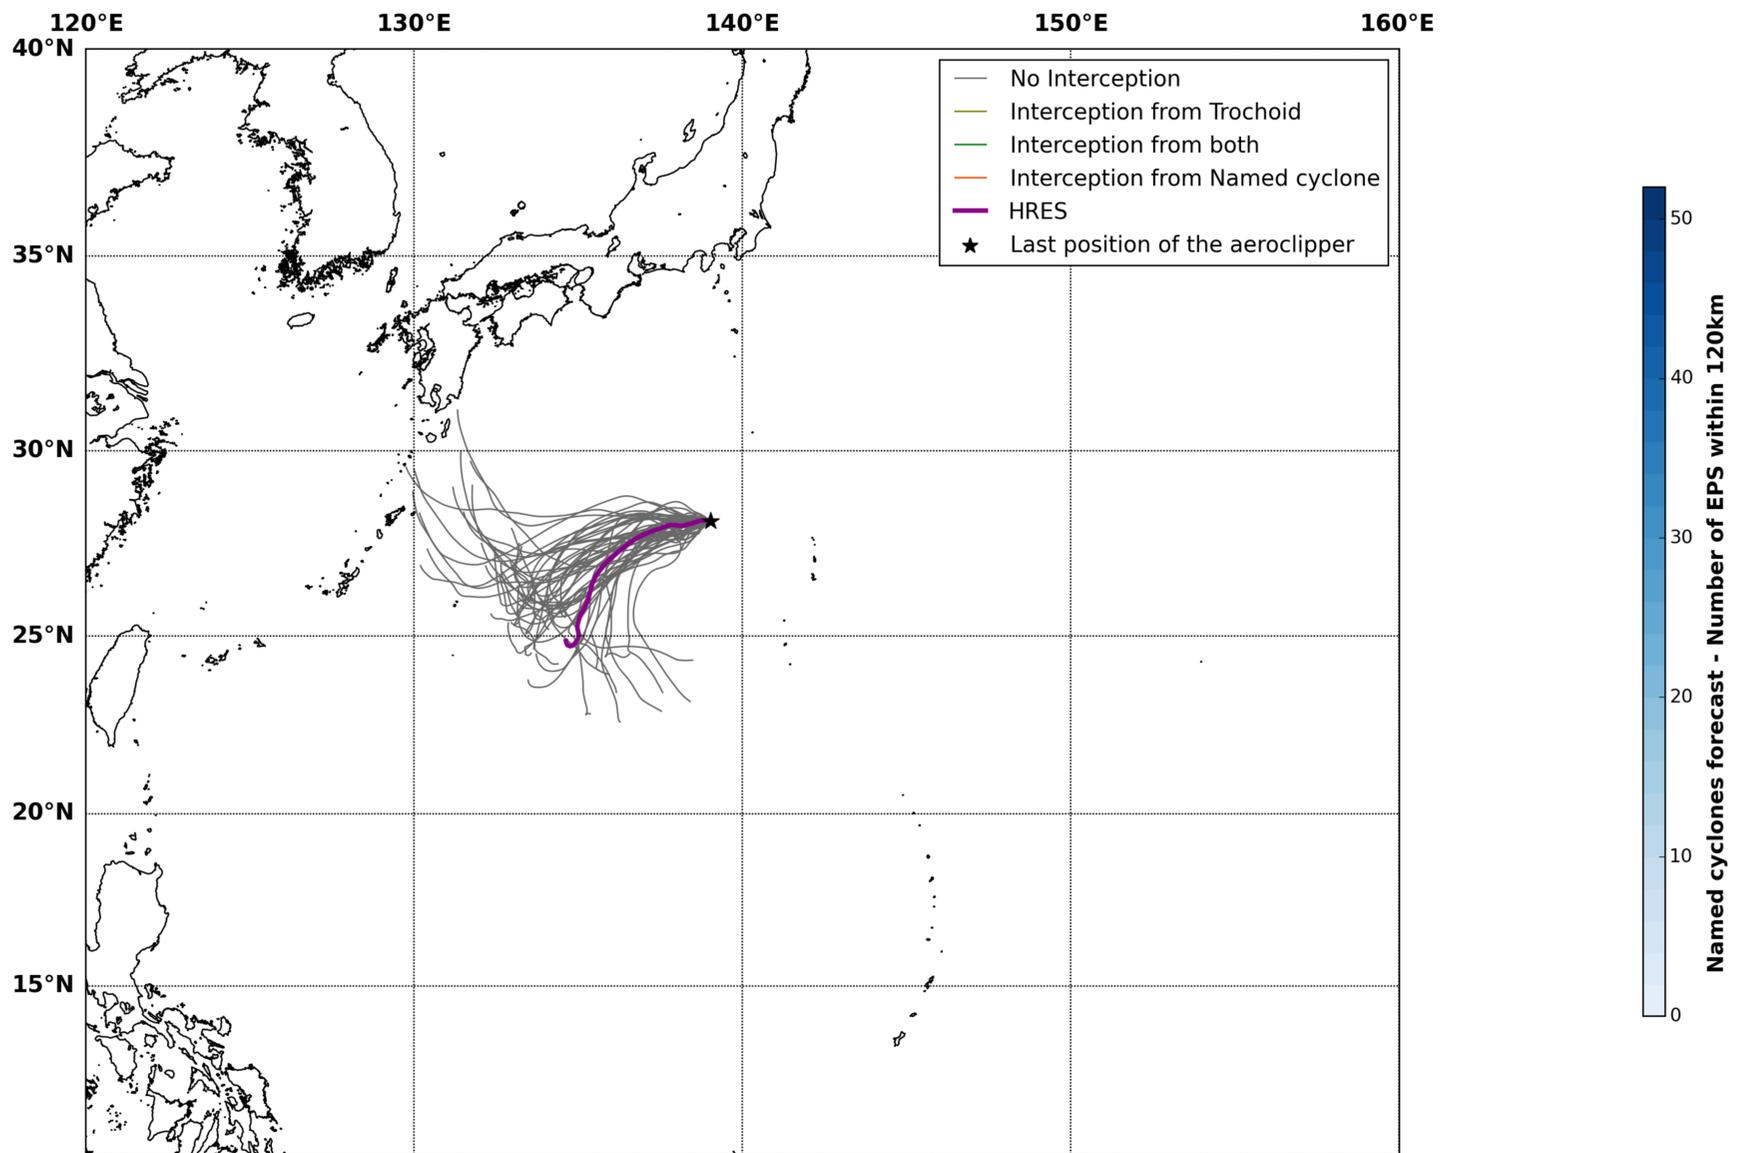 120°E 130°E 140°E 150°E 160°E
40°N
No Interception
Interception from Trochoid
Interception from both
Interception from Named cyclone
HRES
Last position of the aeroclipper
35°N
30°N
25°N
20°N
15°N
50
40
30
20
10
0
Named cyclones forecast - Number of EPS within 120km